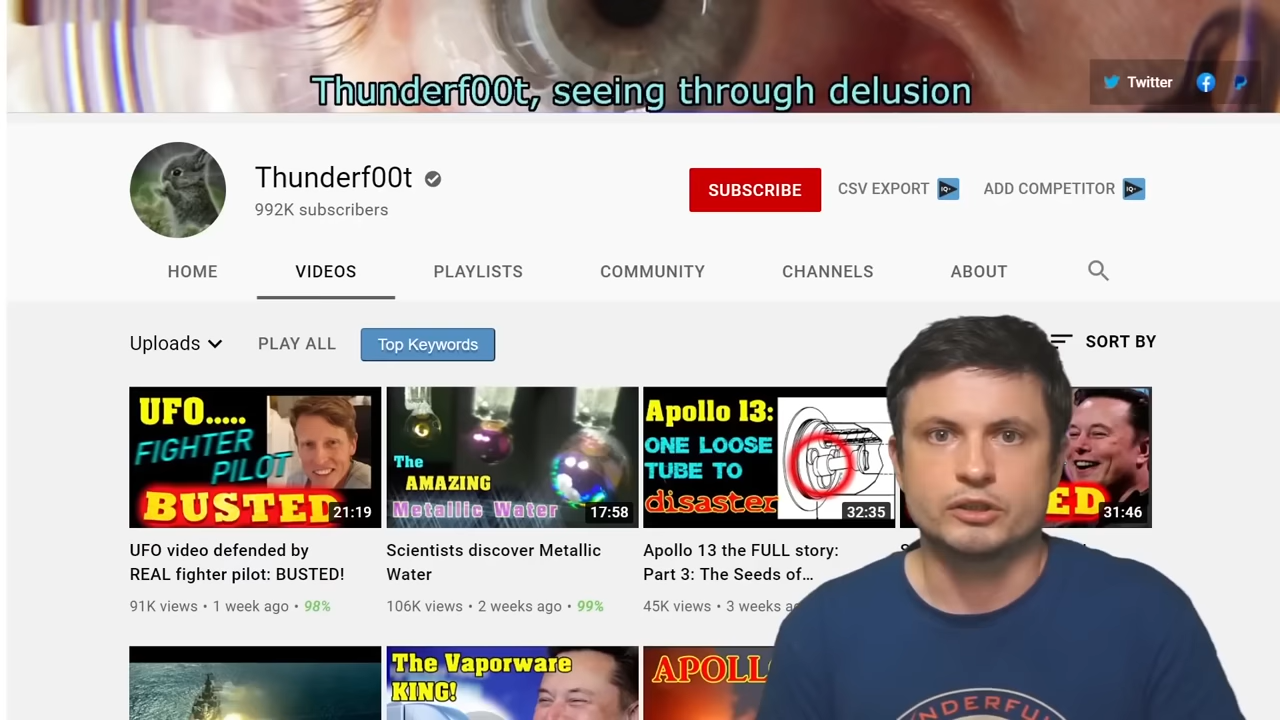 Thunderf00t, seeing through delusion
Twitter
Thunderf00t
992K subscribers
SUBSCRIBE
CSV EXPORT
IQ+
ADD COMPETITOR
IQ+
HOME
VIDEOS
PLAYLISTS
COMMUNITY
CHANNELS
ABOUT
Uploads
PLAY ALL
Top Keywords
SORT BY
UFO.....
FIGHTER
PILOT
BUSTED
21:19
The
AMAZING
Metallic Water
17:58
Apollo 13:
ONE LOOSE
TUBE TO
disaster
32:35
ED
31:46
UFO video defended by
REAL fighter pilot: BUSTED!
91K views • 1 week ago • 98%
Scientists discover Metallic
Water
106K views • 2 weeks ago • 99%
Apollo 13 the FULL story:
Part 3: The Seeds of...
45K views • 3 weeks
The Vaporware
KING!
APOLL
NDERFU